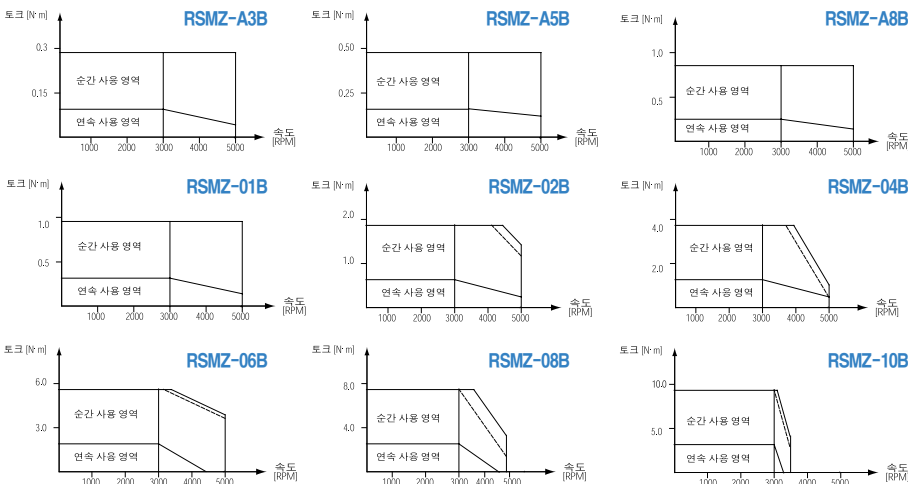 토크 [N·m]
RSMZ-A3B
0.3
순간 사용 영역
0.15
연속 사용 영역
속도
[RPM]
1000 2000 3000 4000 5000
토크 [N·m]
RSMZ-A5B
0.50
순간 사용 영역
0.25
연속 사용 영역
속도
[RPM]
1000 2000 3000 4000 5000
토크 [N·m]
RSMZ-A8B
1.0
순간 사용 영역
0.5
연속 사용 영역
속도
[RPM]
1000 2000 3000 4000 5000
토크 [N·m]
RSMZ-01B
1.0
순간 사용 영역
0.5
연속 사용 영역
속도
[RPM]
1000 2000 3000 4000 5000
토크 [N·m]
RSMZ-02B
2.0
순간 사용 영역
1.0
연속 사용 영역
속도
[RPM]
1000 2000 3000 4000 5000
토크 [N·m]
RSMZ-04B
4.0
순간 사용 영역
2.0
연속 사용 영역
속도
[RPM]
1000 2000 3000 4000 5000
토크 [N·m]
RSMZ-06B
6.0
순간 사용 영역
3.0
연속 사용 영역
속도
[RPM]
1000 2000 3000 4000 5000
토크 [N·m]
RSMZ-08B
8.0
순간 사용 영역
4.0
연속 사용 영역
속도
[RPM]
1000 2000 3000 4000 5000
토크 [N·m]
RSMZ-10B
10.0
순간 사용 영역
5.0
연속 사용 영역
속도
[RPM]
1000 2000 3000 4000 5000